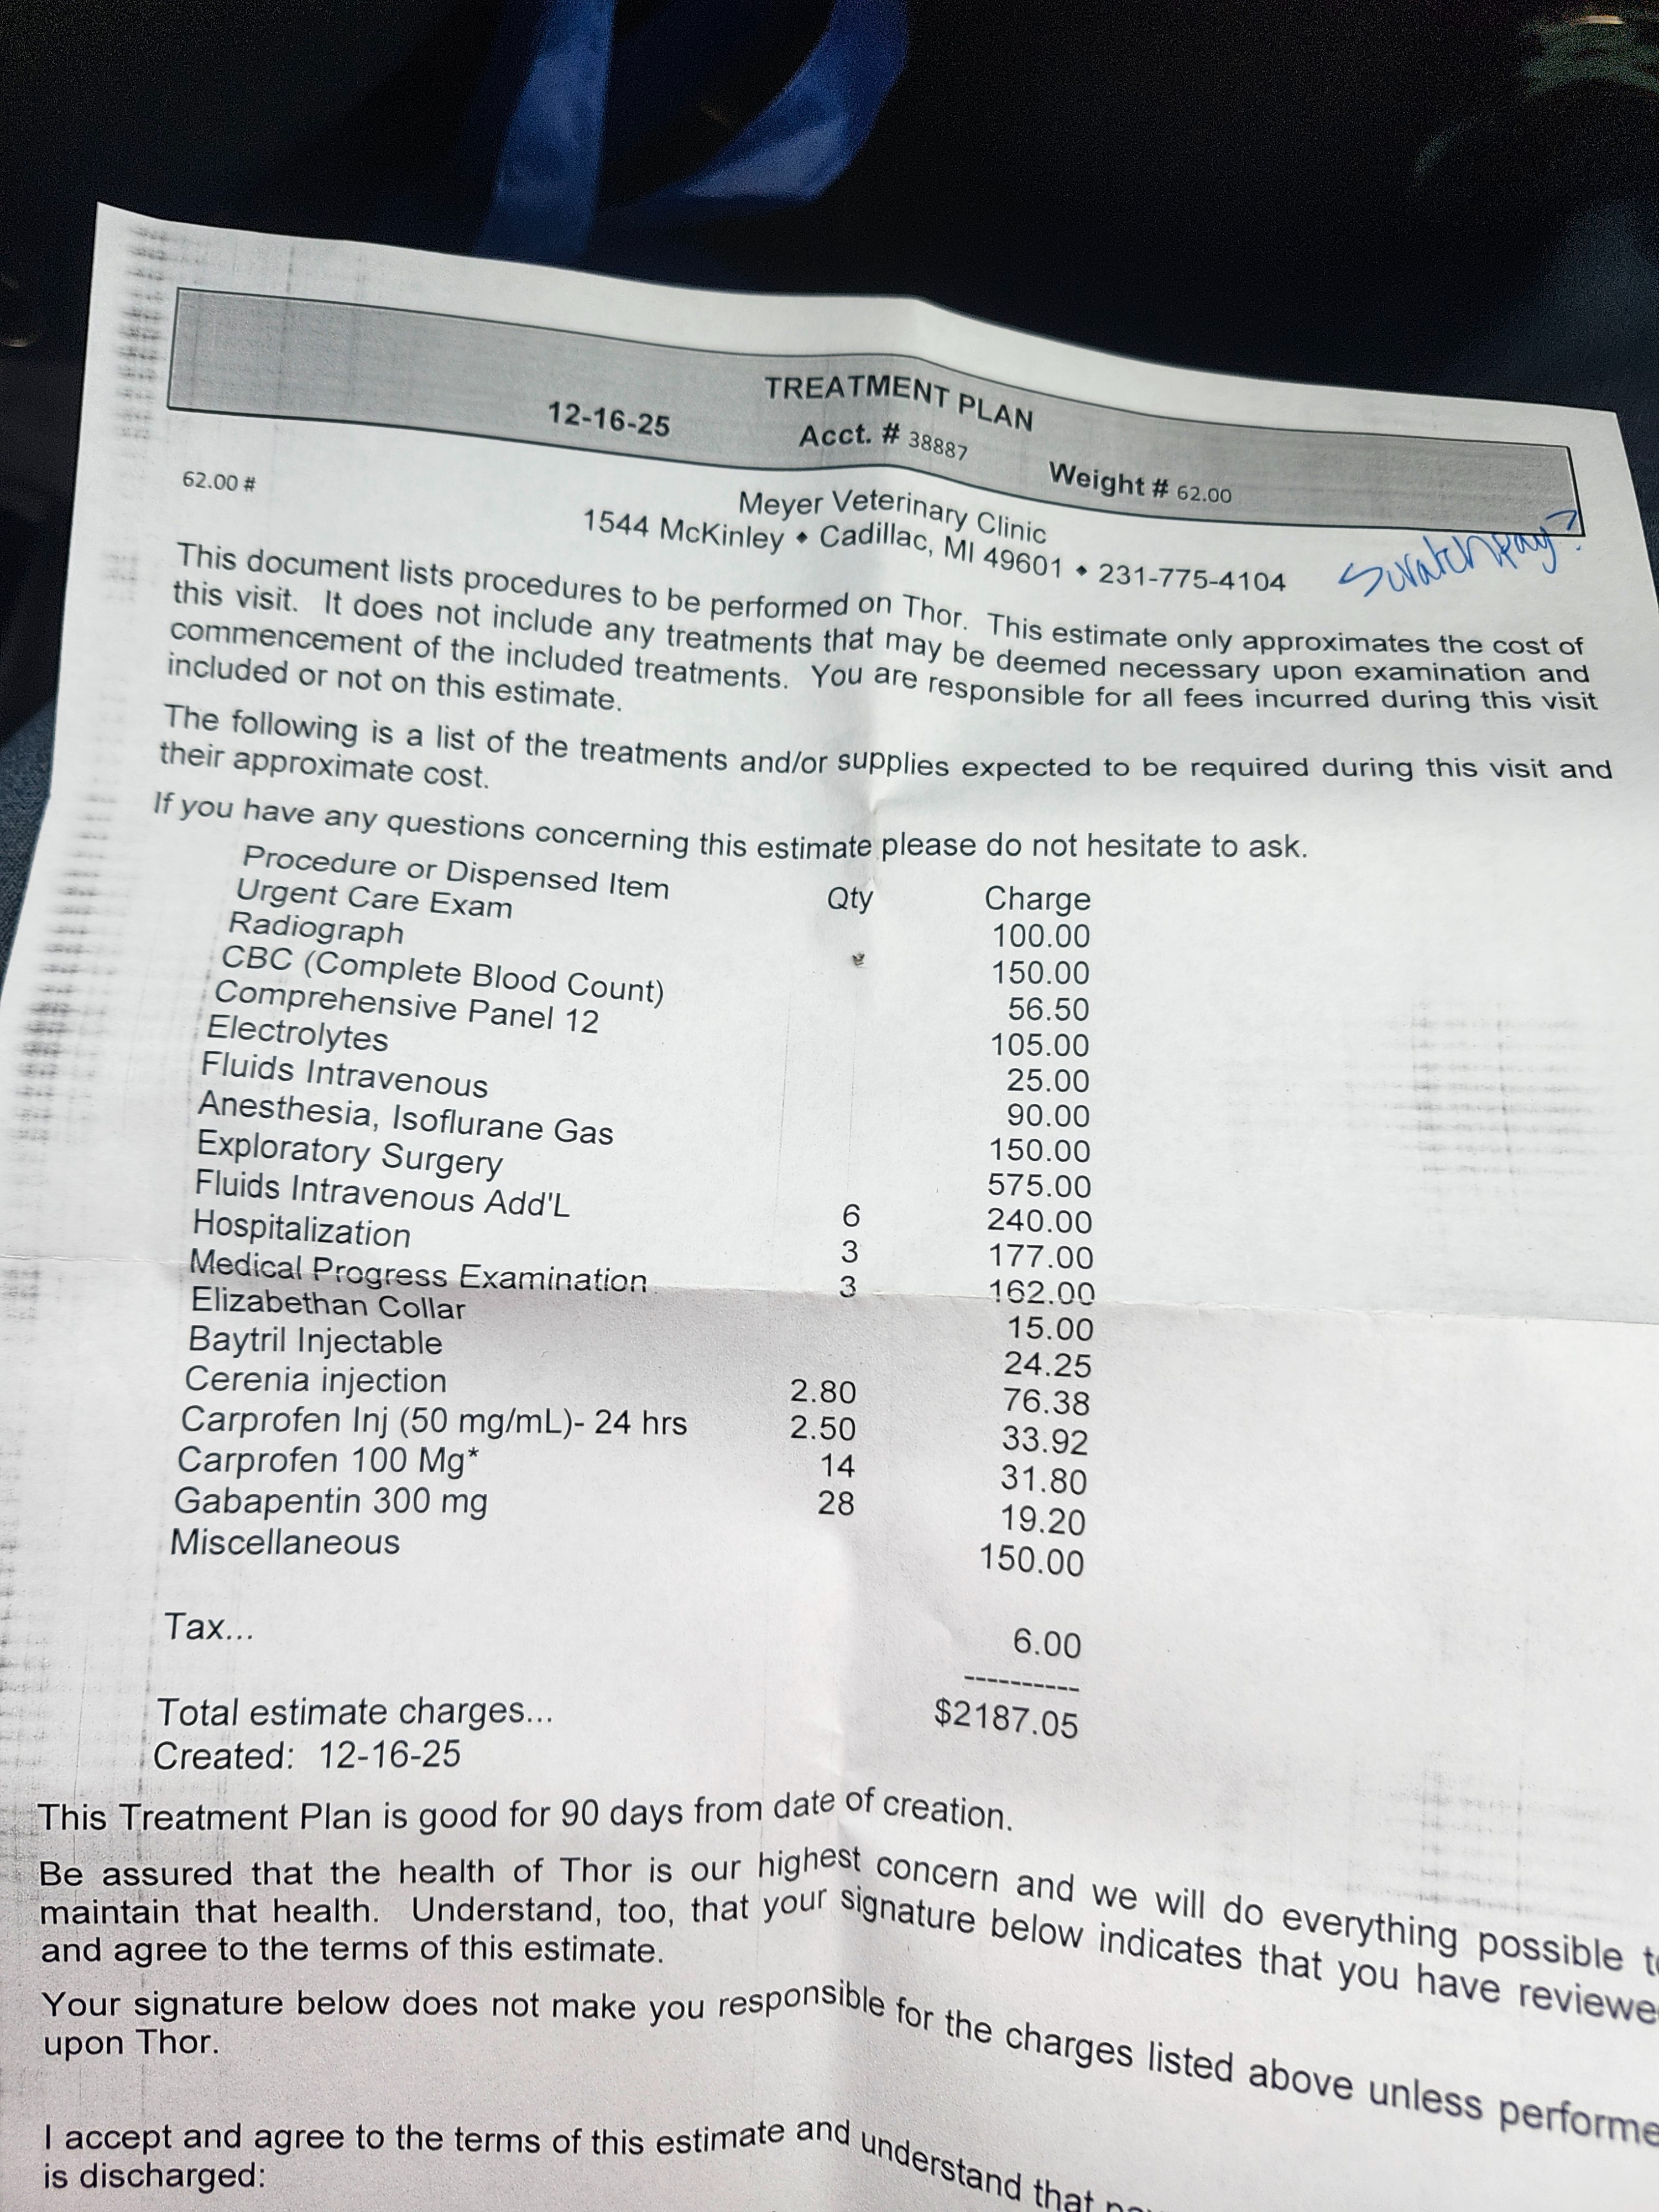 TREATMENT PLAN
12-16-25 Acct. # 38887 Weight # 62.00
62.00 #
Meyer Veterinary Clinic
1544 McKinley ♦ Cadillac, MI 49601 ♦ 231-775-4104
ScratchPay?
This document lists procedures to be performed on Thor. This estimate only approximates the cost of
this visit. It does not include any treatments that may be deemed necessary upon examination and
commencement of the included treatments. You are responsible for all fees incurred during this visit
included or not on this estimate.
The following is a list of the treatments and/or supplies expected to be required during this visit and
their approximate cost.
If you have any questions concerning this estimate please do not hesitate to ask.
Procedure or Dispensed Item Qty Charge
Urgent Care Exam 100.00
Radiograph 150.00
CBC (Complete Blood Count) 56.50
Comprehensive Panel 12 105.00
Electrolytes 25.00
Fluids Intravenous 90.00
Anesthesia, Isoflurane Gas 150.00
Exploratory Surgery 575.00
Fluids Intravenous Add'L 6 240.00
Hospitalization 3 177.00
Medical Progress Examination 3 162.00
Elizabethan Collar 15.00
Baytril Injectable 24.25
Cerenia injection 2.80 76.38
Carprofen Inj (50 mg/mL)- 24 hrs 2.50 33.92
Carprofen 100 Mg* 14 31.80
Gabapentin 300 mg 28 19.20
Miscellaneous 150.00
Tax... 6.00
----------
Total estimate charges... $2187.05
Created: 12-16-25
This Treatment Plan is good for 90 days from date of creation.
Be assured that the health of Thor is our highest concern and we will do everything possible
maintain that health. Understand, too, that your signature below indicates that you have
and agree to the terms of this estimate.
Your signature below does not make you responsible for the charges listed above unless
upon Thor.
I accept and agree to the terms of this estimate and understand that
is discharged: